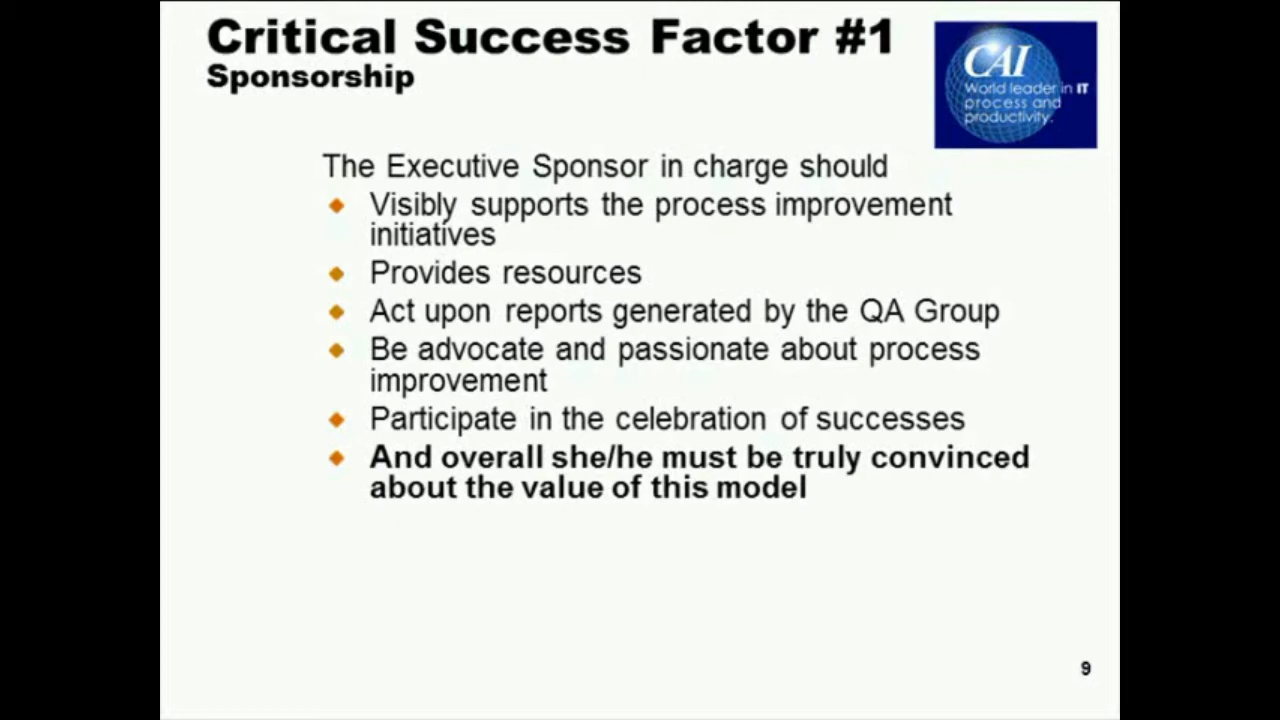 Critical Success Factor #1
Sponsorship
CAI
World leader in IT
process and
productivity.
The Executive Sponsor in charge should
Visibly supports the process improvement
initiatives
Provides resources
Act upon reports generated by the QA Group
Be advocate and passionate about process
improvement
Participate in the celebration of successes
And overall she/he must be truly convinced
about the value of this model
9